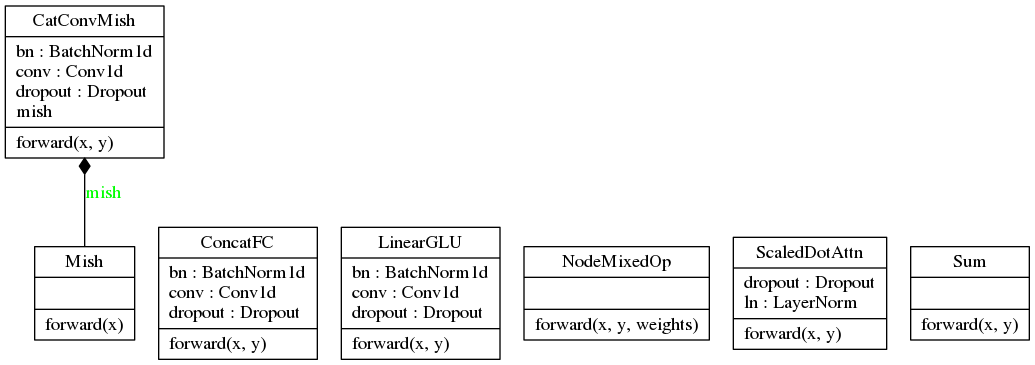 CatConvMish
bn : BatchNorm1d
conv : Conv1d
dropout : Dropout
mish
forward(x, y)
mish
Mish
forward(x)
ConcatFC
bn : BatchNorm1d
conv : Conv1d
dropout : Dropout
forward(x, y)
LinearGLU
bn : BatchNorm1d
conv : Conv1d
dropout : Dropout
forward(x, y)
NodeMixedOp
forward(x, y, weights)
ScaledDotAttn
dropout : Dropout
ln : LayerNorm
forward(x, y)
Sum
forward(x, y)